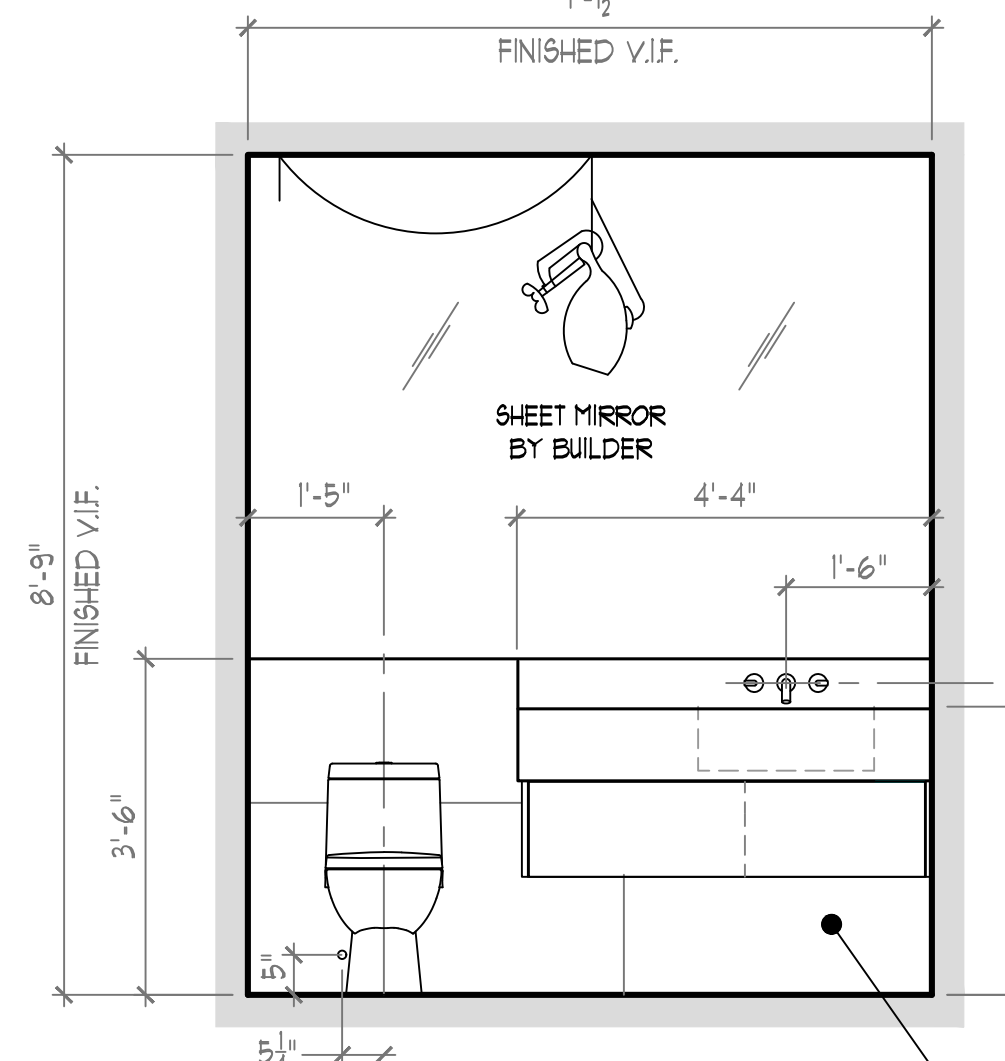 FINISHED V.I.F.
SHEET MIRROR
BY BUILDER
1'-5"
4'-4"
1'-6"
8'-9"
FINISHED V.I.F.
3'-6"
5"